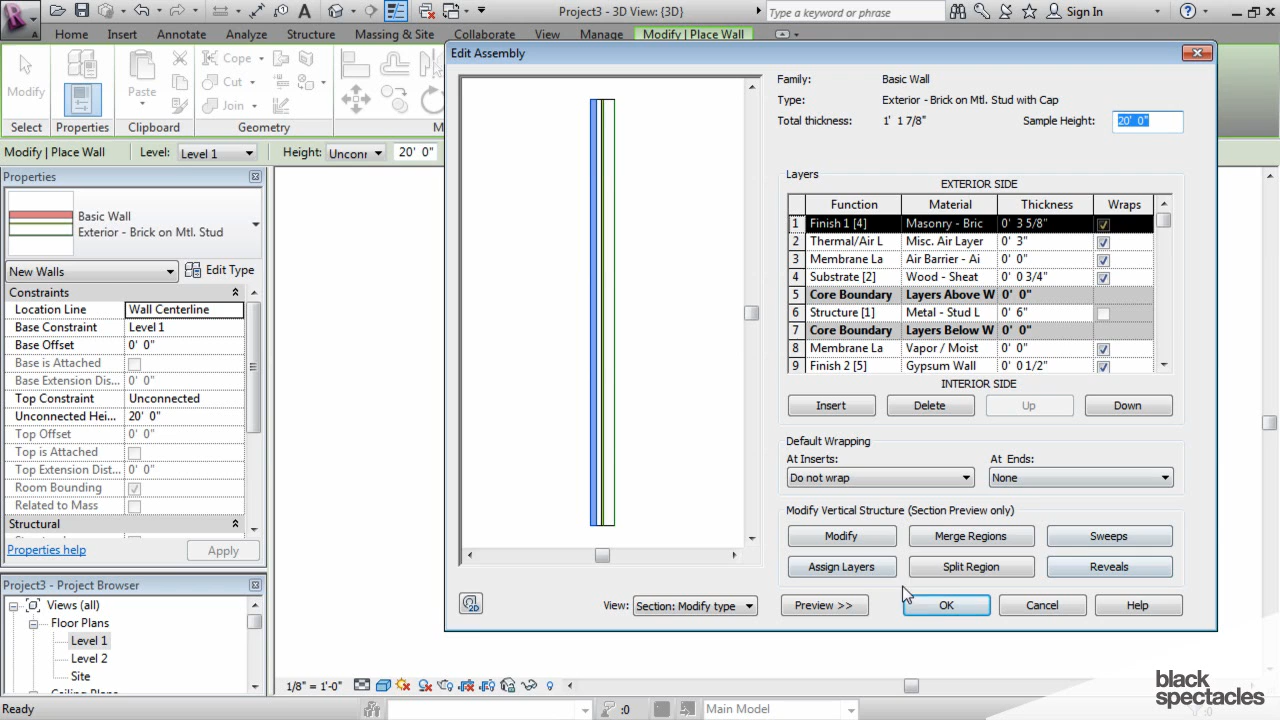 Project3 - 3D View: {3D}
Type a keyword or phrase
Sign In
Home Insert Annotate Analyze Structure Massing & Site Collaborate View Manage Modify | Place Wall
Modify
Properties
Paste
Cope
Cut
Join
Select Properties Clipboard Geometry M
Modify | Place Wall Level: Level 1 Height: Unconr 20' 0"
Properties
Basic Wall
Exterior - Brick on Mtl. Stud
New Walls Edit Type
Constraints
Location Line Wall Centerline
Base Constraint Level 1
Base Offset 0' 0"
Base is Attached
Base Extension Dis... 0' 0"
Top Constraint Unconnected
Unconnected Hei... 20' 0"
Top Offset 0' 0"
Top is Attached
Top Extension Dist... 0' 0"
Room Bounding
Related to Mass
Structural
Properties help Apply
Project3 - Project Browser
Views (all)
Floor Plans
Level 1
Level 2
Site
Edit Assembly
Family: Basic Wall
Type: Exterior - Brick on Mtl. Stud with Cap
Total thickness: 1' 1 7/8" Sample Height: 20' 0"
Layers
EXTERIOR SIDE
Function Material Thickness Wraps
1 Finish 1 [4] Masonry - Bric 0' 3 5/8"
2 Thermal/Air L Misc. Air Layer 0' 3"
3 Membrane La Air Barrier - Ai 0' 0"
4 Substrate [2] Wood - Sheat 0' 0 3/4"
5 Core Boundary Layers Above W 0' 0"
6 Structure [1] Metal - Stud L 0' 6"
7 Core Boundary Layers Below W 0' 0"
8 Membrane La Vapor / Moist 0' 0"
9 Finish 2 [5] Gypsum Wall 0' 0 1/2"
INTERIOR SIDE
Insert Delete Up Down
Default Wrapping
At Inserts: At Ends:
Do not wrap None
Modify Vertical Structure (Section Preview only)
Modify Merge Regions Sweeps
Assign Layers Split Region Reveals
2D View: Section: Modify type Preview >> OK Cancel Help
1/8" = 1'-0"
Ready :0 Main Model :0
black
spectacles